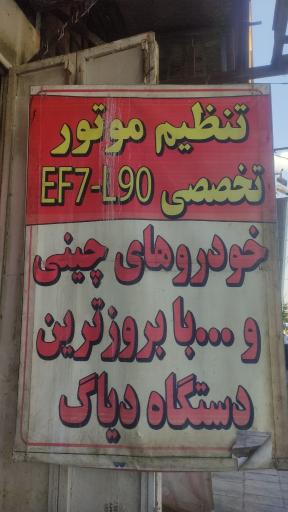 تنظیم موتور
تخصصی EF7-L90
خودروهای چینی
و ...با بروزترین
دستگاه دیاگ